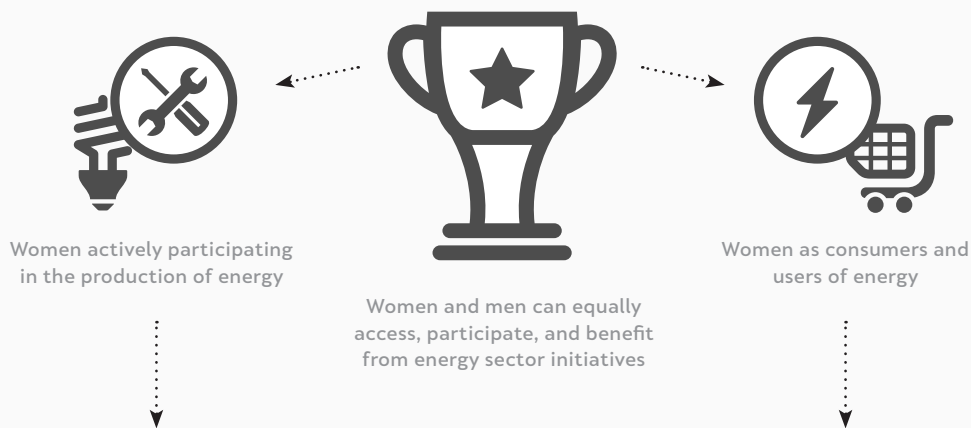 Women actively participating
in the production of energy
Women and men can equally
access, participate, and benefit
from energy sector initiatives
Women as consumers and
users of energy